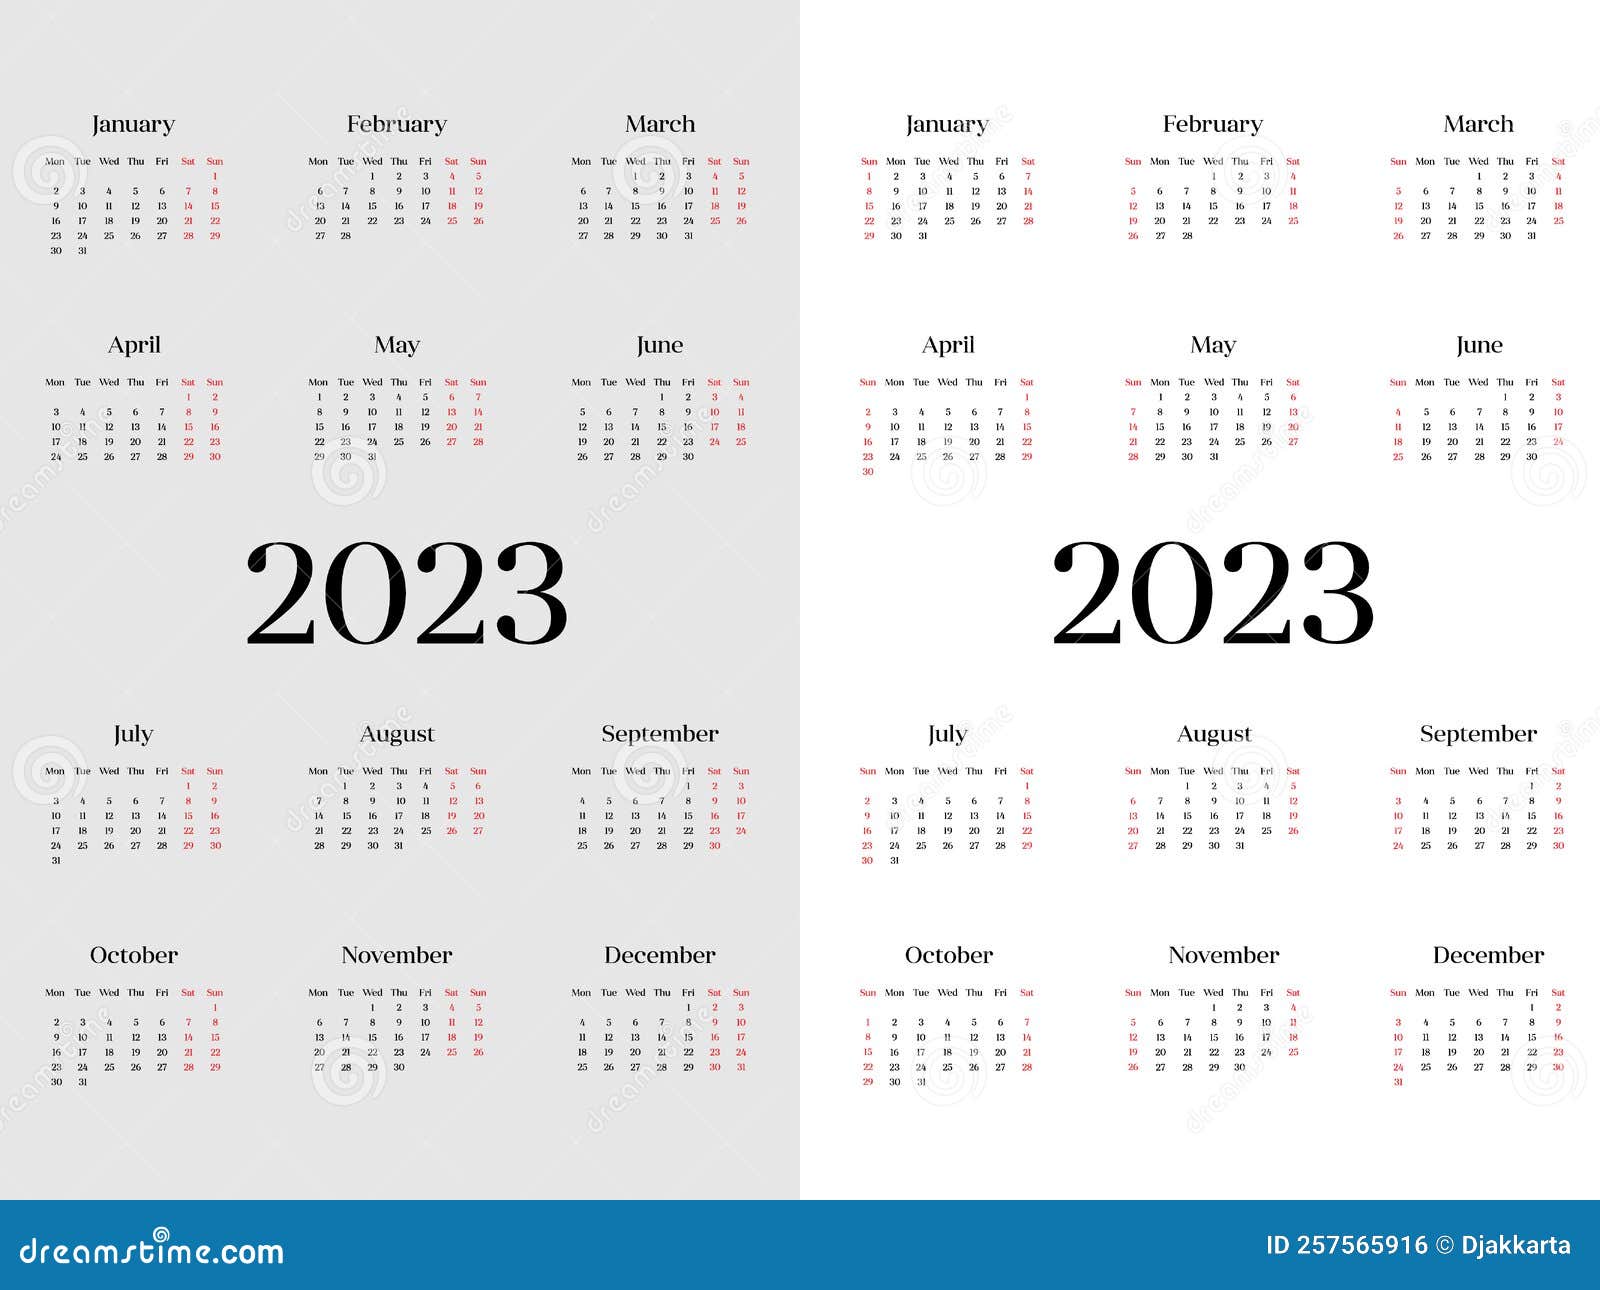 January
Mon Tue Wed Thu Fri Sat Sun
1
2 3 4 5 6 7 8
9 10 11 12 13 14 15
16 17 18 19 20 21 22
23 24 25 26 27 28 29
30 31
February
Mon Tue Wed Thu Fri Sat Sun
1 2 3 4 5
6 7 8 9 10 11 12
13 14 15 16 17 18 19
20 21 22 23 24 25 26
27 28
March
Mon Tue Wed Thu Fri Sat Sun
1 2 3 4 5
6 7 8 9 10 11 12
13 14 15 16 17 18 19
20 21 22 23 24 25 26
27 28 29 30 31
April
Mon Tue Wed Thu Fri Sat Sun
1 2
3 4 5 6 7 8 9
10 11 12 13 14 15 16
17 18 19 20 21 22 23
24 25 26 27 28 29 30
May
Mon Tue Wed Thu Fri Sat Sun
1 2 3 4 5 6 7
8 9 10 11 12 13 14
15 16 17 18 19 20 21
22 23 24 25 26 27 28
29 30 31
June
Mon Tue Wed Thu Fri Sat Sun
1 2 3 4
5 6 7 8 9 10 11
12 13 14 15 16 17 18
19 20 21 22 23 24 25
26 27 28 29 30
2023
July
Mon Tue Wed Thu Fri Sat Sun
1 2
3 4 5 6 7 8 9
10 11 12 13 14 15 16
17 18 19 20 21 22 23
24 25 26 27 28 29 30
31
August
Mon Tue Wed Thu Fri Sat Sun
1 2 3 4 5 6
7 8 9 10 11 12 13
14 15 16 17 18 19 20
21 22 23 24 25 26 27
28 29 30 31
September
Mon Tue Wed Thu Fri Sat Sun
1 2 3
4 5 6 7 8 9 10
11 12 13 14 15 16 17
18 19 20 21 22 23 24
25 26 27 28 29 30
October
Mon Tue Wed Thu Fri Sat Sun
1
2 3 4 5 6 7 8
9 10 11 12 13 14 15
16 17 18 19 20 21 22
23 24 25 26 27 28 29
30 31
November
Mon Tue Wed Thu Fri Sat Sun
1 2 3 4 5
6 7 8 9 10 11 12
13 14 15 16 17 18 19
20 21 22 23 24 25 26
27 28 29 30
December
Mon Tue Wed Thu Fri Sat Sun
1 2 3
4 5 6 7 8 9 10
11 12 13 14 15 16 17
18 19 20 21 22 23 24
25 26 27 28 29 30 31
January
Sun Mon Tue Wed Thu Fri Sat
1 2 3 4 5 6 7
8 9 10 11 12 13 14
15 16 17 18 19 20 21
22 23 24 25 26 27 28
29 30 31
February
Sun Mon Tue Wed Thu Fri Sat
1 2 3 4
5 6 7 8 9 10 11
12 13 14 15 16 17 18
19 20 21 22 23 24 25
26 27 28
March
Sun Mon Tue Wed Thu Fri Sat
1 2 3 4
5 6 7 8 9 10 11
12 13 14 15 16 17 18
19 20 21 22 23 24 25
26 27 28 29 30 31
April
Sun Mon Tue Wed Thu Fri Sat
1
2 3 4 5 6 7 8
9 10 11 12 13 14 15
16 17 18 19 20 21 22
23 24 25 26 27 28 29
30
May
Sun Mon Tue Wed Thu Fri Sat
1 2 3 4 5 6
7 8 9 10 11 12 13
14 15 16 17 18 19 20
21 22 23 24 25 26 27
28 29 30 31
June
Sun Mon Tue Wed Thu Fri Sat
1 2 3
4 5 6 7 8 9 10
11 12 13 14 15 16 17
18 19 20 21 22 23 24
25 26 27 28 29 30
2023
July
Sun Mon Tue Wed Thu Fri Sat
1
2 3 4 5 6 7 8
9 10 11 12 13 14 15
16 17 18 19 20 21 22
23 24 25 26 27 28 29
30 31
August
Sun Mon Tue Wed Thu Fri Sat
1 2 3 4 5
6 7 8 9 10 11 12
13 14 15 16 17 18 19
20 21 22 23 24 25 26
27 28 29 30 31
September
Sun Mon Tue Wed Thu Fri Sat
1 2
3 4 5 6 7 8 9
10 11 12 13 14 15 16
17 18 19 20 21 22 23
24 25 26 27 28 29 30
October
Sun Mon Tue Wed Thu Fri Sat
1 2 3 4 5 6 7
8 9 10 11 12 13 14
15 16 17 18 19 20 21
22 23 24 25 26 27 28
29 30 31
November
Sun Mon Tue Wed Thu Fri Sat
1 2 3 4
5 6 7 8 9 10 11
12 13 14 15 16 17 18
19 20 21 22 23 24 25
26 27 28 29 30
December
Sun Mon Tue Wed Thu Fri Sat
1 2
3 4 5 6 7 8 9
10 11 12 13 14 15 16
17 18 19 20 21 22 23
24 25 26 27 28 29 30
31
dreamstime.com
ID 257565916 © Djakkarta